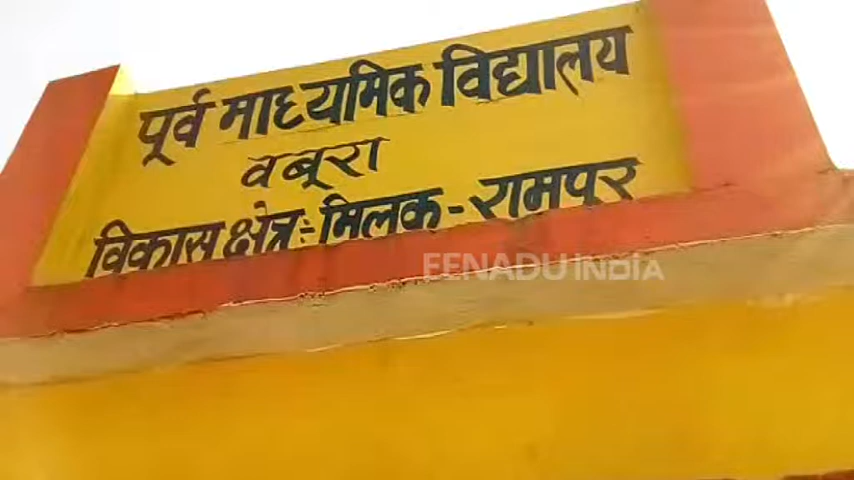 पूर्व माध्यमिक विद्यालय
वबूरा
विकास क्षेत्र:- मिलक - रामपुर
EENADU INDIA